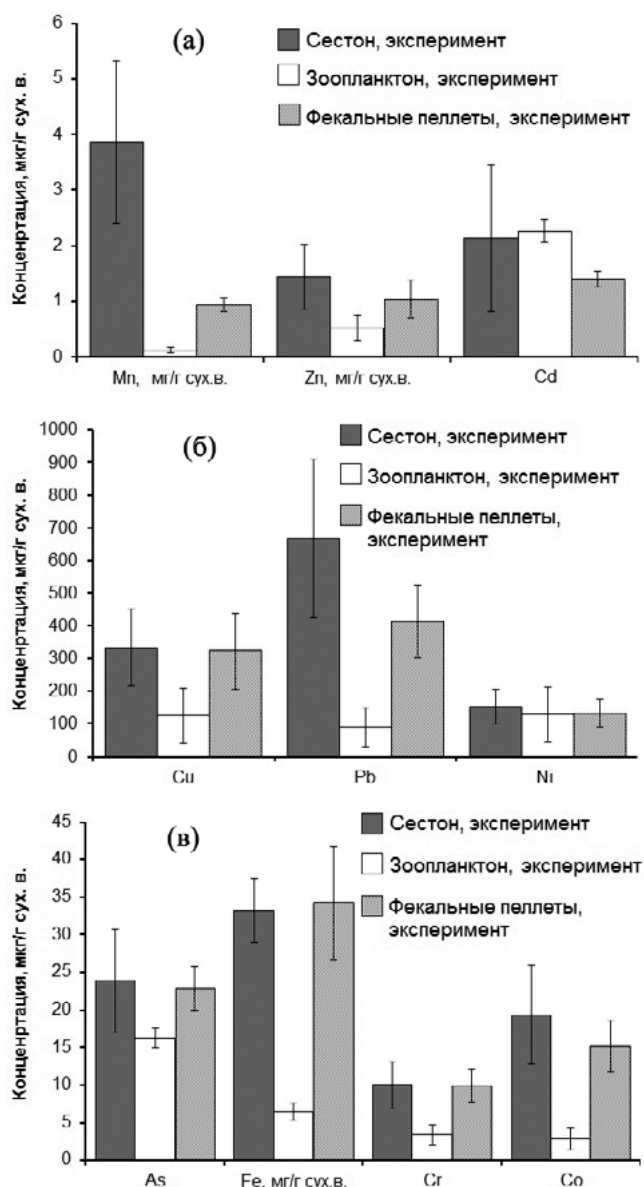 (а)
Сестон, эксперимент
Зоопланктон, эксперимент
Фекальные пеллеты, эксперимент
Конценртация, мкг/г сух. в.
6
5
4
3
2
1
0
Mn, мг/г сух.в.
Zn, мг/г сух.в.
Cd
(б)
Сестон, эксперимент
Зоопланктон, эксперимент
Фекальные пеллеты,
эксперимент
Конценртация, мкг/г сух. в.
1000
900
800
700
600
500
400
300
200
100
0
Cu
Pb
Ni
(в)
Сестон, эксперимент
Зоопланктон, эксперимент
Фекальные пеллеты,
эксперимент
Конценртация, мкг/г сух. в.
45
40
35
30
25
20
15
10
5
0
As
Fe, мг/г сух.в.
Cr
Co